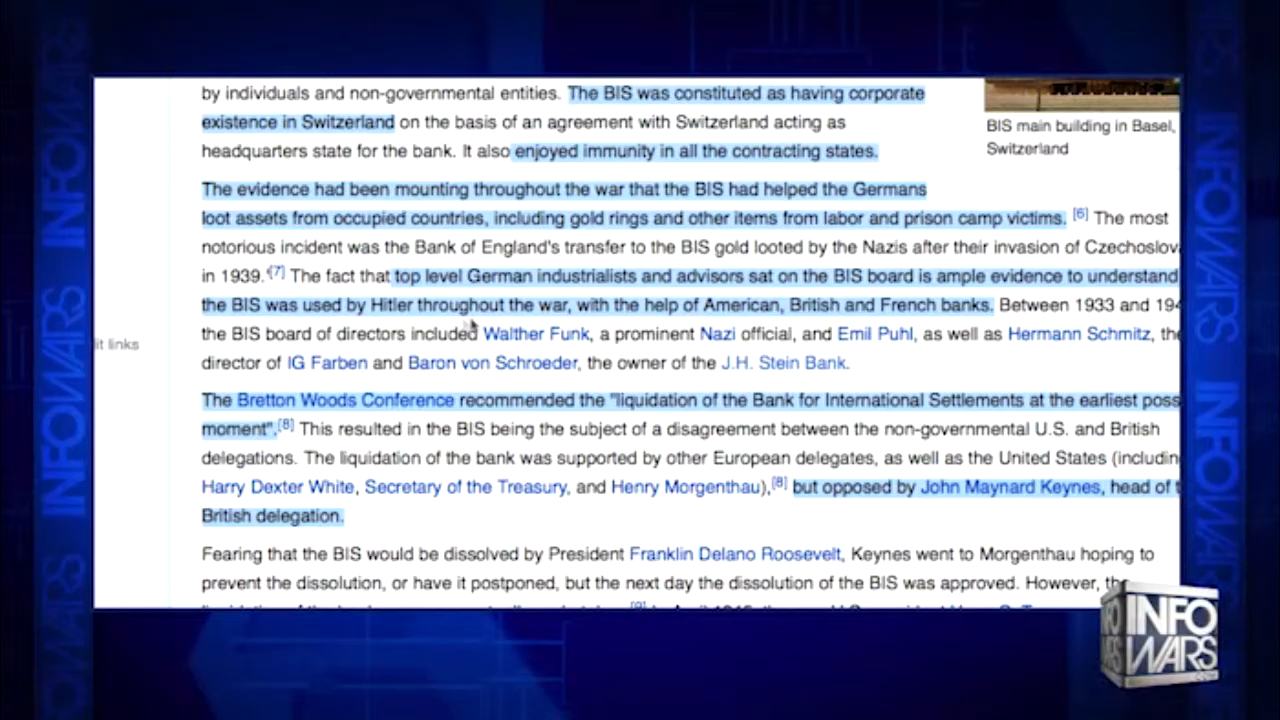 by individuals and non-governmental entities. The BIS was constituted as having corporate
existence in Switzerland on the basis of an agreement with Switzerland acting as
headquarters state for the bank. It also enjoyed immunity in all the contracting states.
BIS main building in Basel,
Switzerland
The evidence had been mounting throughout the war that the BIS had helped the Germans
loot assets from occupied countries, including gold rings and other items from labor and prison camp victims. [6] The most
notorious incident was the Bank of England's transfer to the BIS gold looted by the Nazis after their invasion of Czechoslov
in 1939.[7] The fact that top level German industrialists and advisors sat on the BIS board is ample evidence to understand
the BIS was used by Hitler throughout the war, with the help of American, British and French banks. Between 1933 and 194
the BIS board of directors included Walther Funk, a prominent Nazi official, and Emil Puhl, as well as Hermann Schmitz, the
it links
director of IG Farben and Baron von Schroeder, the owner of the J.H. Stein Bank.
The Bretton Woods Conference recommended the "liquidation of the Bank for International Settlements at the earliest poss
moment".[8] This resulted in the BIS being the subject of a disagreement between the non-governmental U.S. and British
delegations. The liquidation of the bank was supported by other European delegates, as well as the United States (includin
Harry Dexter White, Secretary of the Treasury, and Henry Morgenthau),[8] but opposed by John Maynard Keynes, head of t
British delegation.
Fearing that the BIS would be dissolved by President Franklin Delano Roosevelt, Keynes went to Morgenthau hoping to
prevent the dissolution, or have it postponed, but the next day the dissolution of the BIS was approved. However, the
INFOWARS
INFOWARS
INFOWARS
INFOWARS
INFO
WARS
.COM